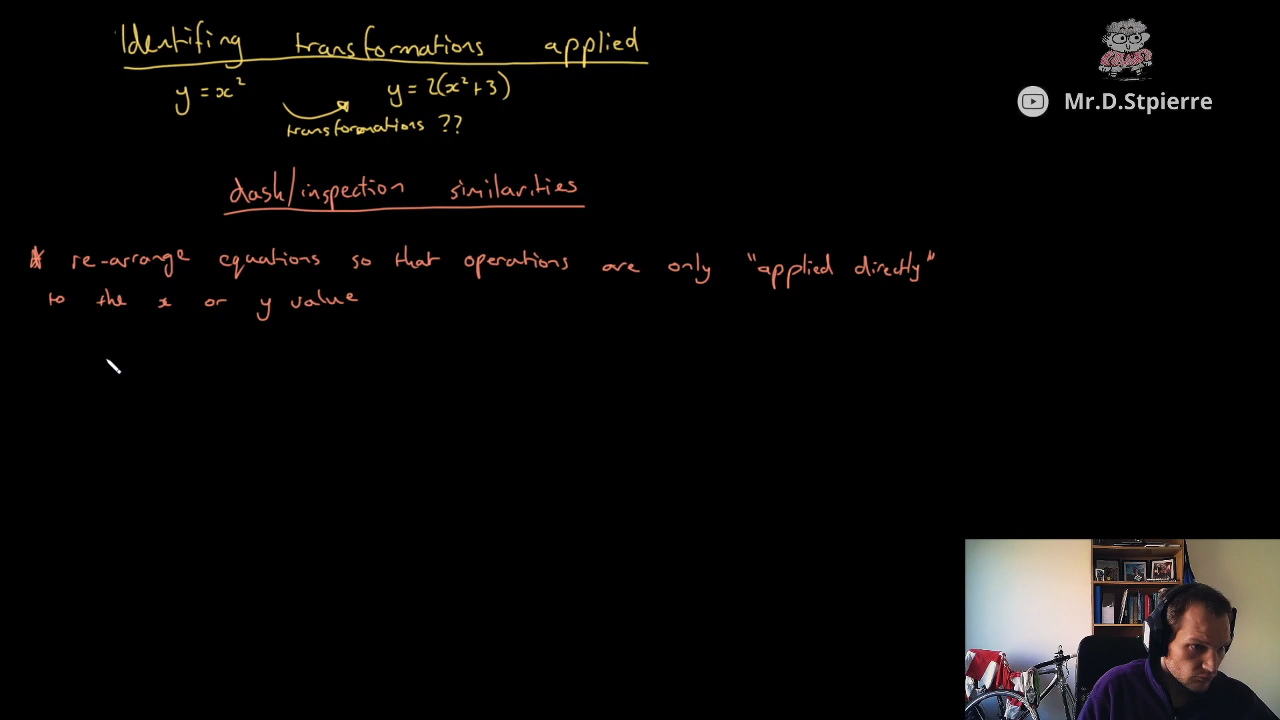 Identifying transformations applied
y = x² y = 2(x²+3)
transformations ??
dash/inspection similarities
* re-arrange equations so that operations are only "applied directly"
to the x or y value
Mr.D.Stpierre